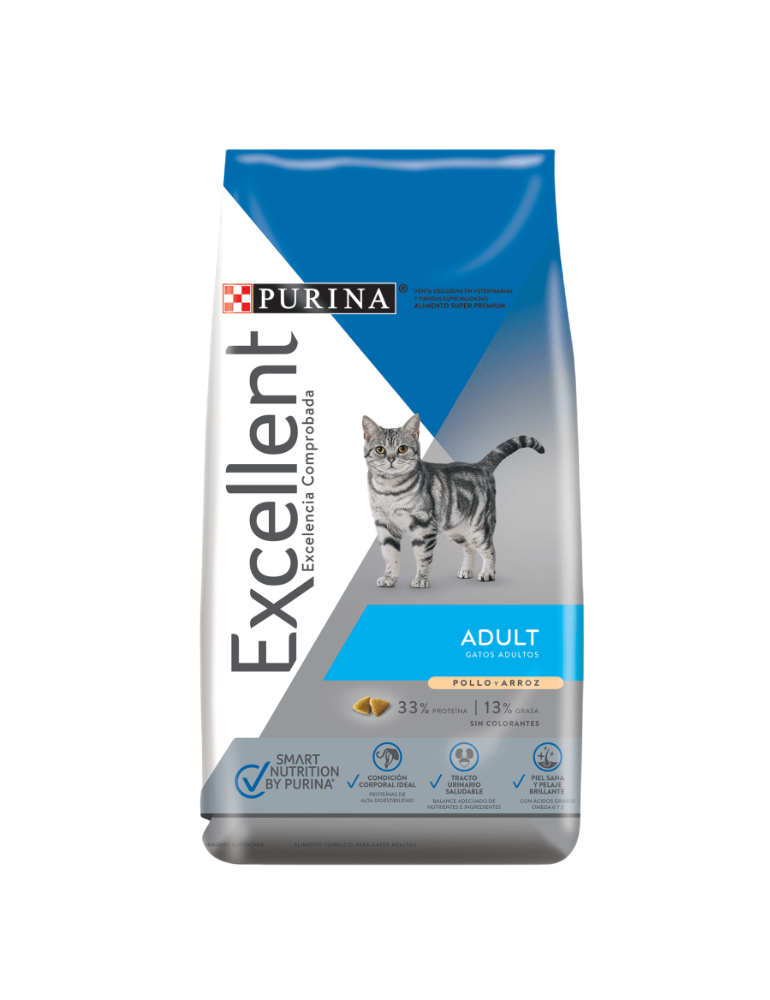 PURINA®
VENTA EXCLUSIVA EN VETERINARIAS
Y TIENDAS ESPECIALIZADAS
ALIMENTO SUPER PREMIUM
Excellent
Excelencia Comprobada
ADULT
GATOS ADULTOS
POLLO Y ARROZ
33% PROTEÍNA | 13% GRASA
SIN COLORANTES
SMART
NUTRITION
BY PURINA®
CONDICIÓN
CORPORAL IDEAL
PROTEÍNAS DE
ALTA DIGESTIBILIDAD
TRACTO
URINARIO
SALUDABLE
BALANCE ADECUADO DE
NUTRIENTES E INGREDIENTES
PIEL SANA
Y PELAJE
BRILLANTE
CON ÁCIDOS GRASOS
OMEGA 6 Y 3
ALIMENTO COMPLETO PARA GATOS ADULTOS